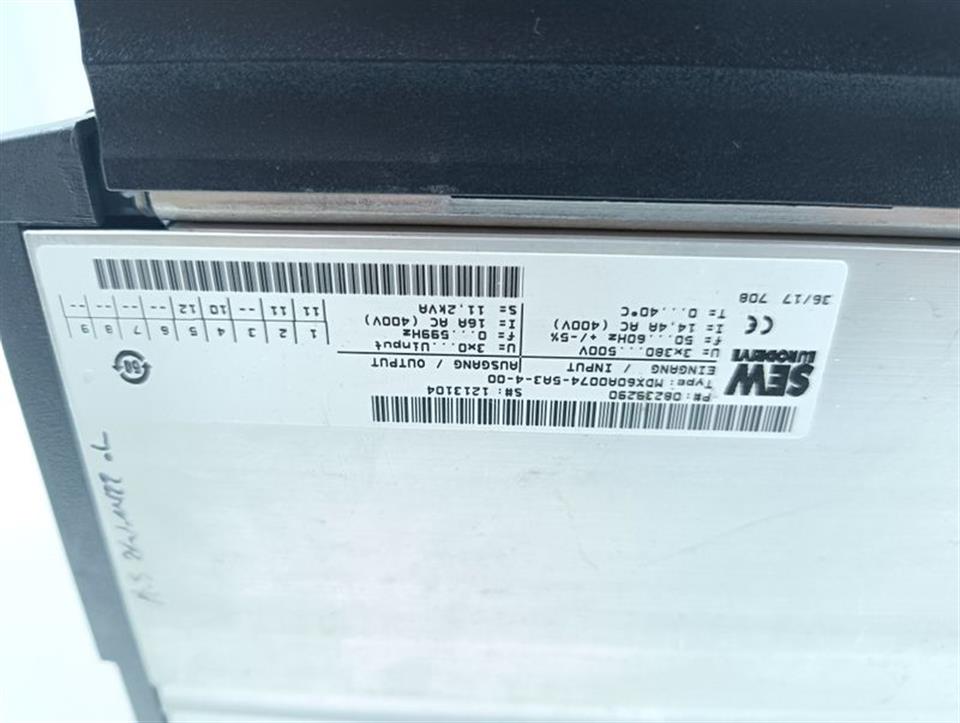 P#: 08239290 S#: 1213104
Type: MDX60A0074-5A3-4-00
SEW
EURODRIVE
EINGANG / INPUT
U= 3x380...500V
f= 50...60Hz +/-5%
I= 14,4A AC (400V)
T= 0...40°C
AUSGANG / OUTPUT
U= 3x0...Uinput
f= 0...599Hz
I= 16A AC (400V)
S= 11,2kVA
1 2 3 4 5 6 7 8 9
11 11 -- 10 12 -- -- -- --
50
CE
36/17 708